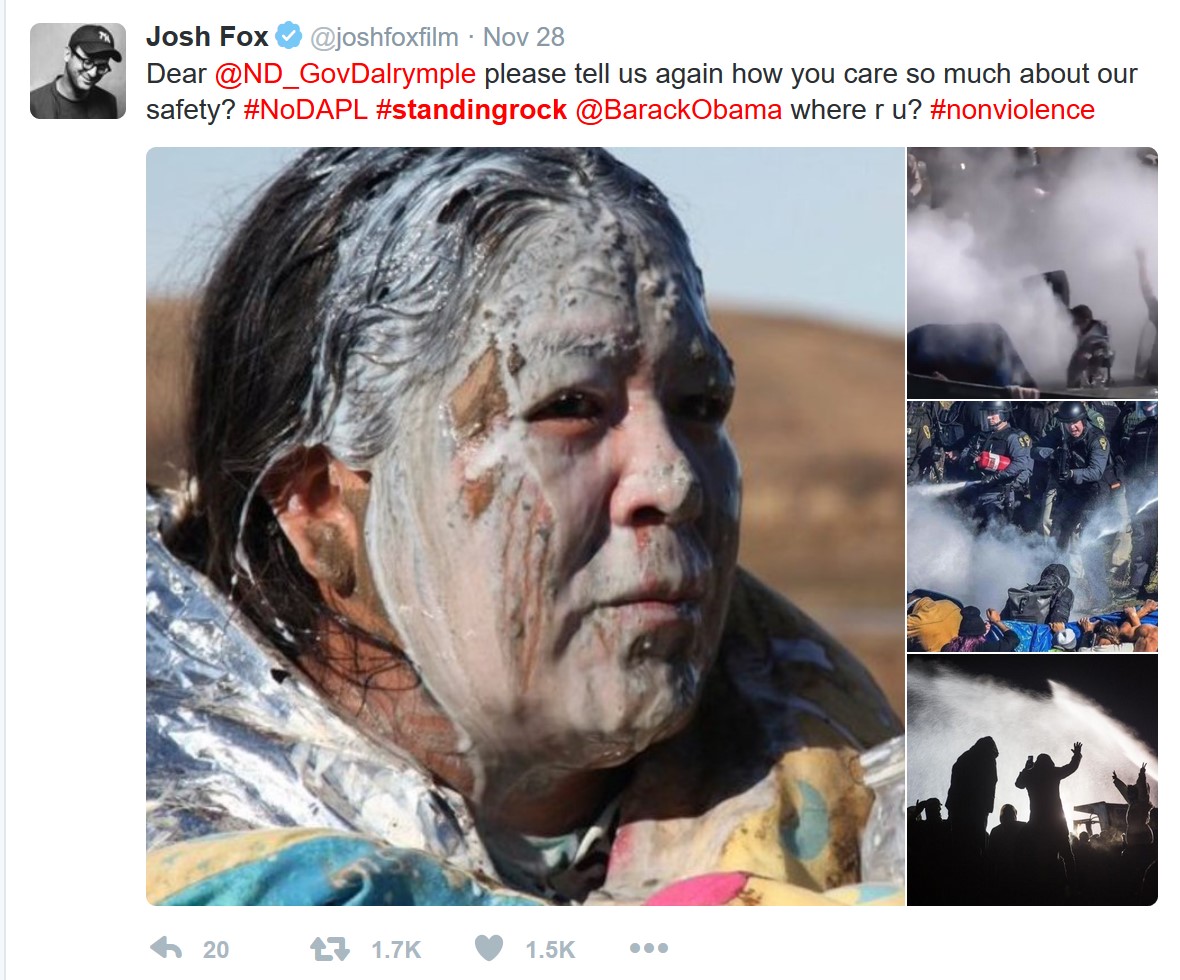 Josh Fox @joshfoxfilm · Nov 28
Dear @ND_GovDalrymple please tell us again how you care so much about our
safety? #NoDAPL #standingrock @BarackObama where r u? #nonviolence
20 1.7K 1.5K